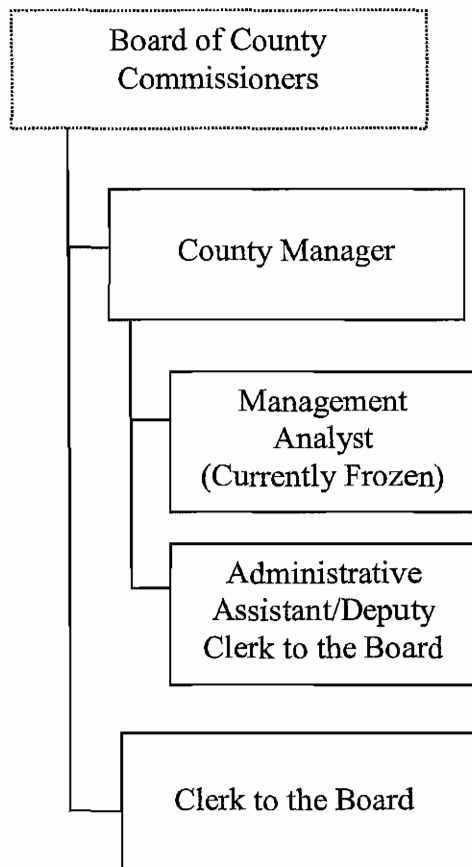 Board of County
Commissioners
County Manager
Management
Analyst
(Currently Frozen)
Administrative
Assistant/Deputy
Clerk to the Board
Clerk to the Board